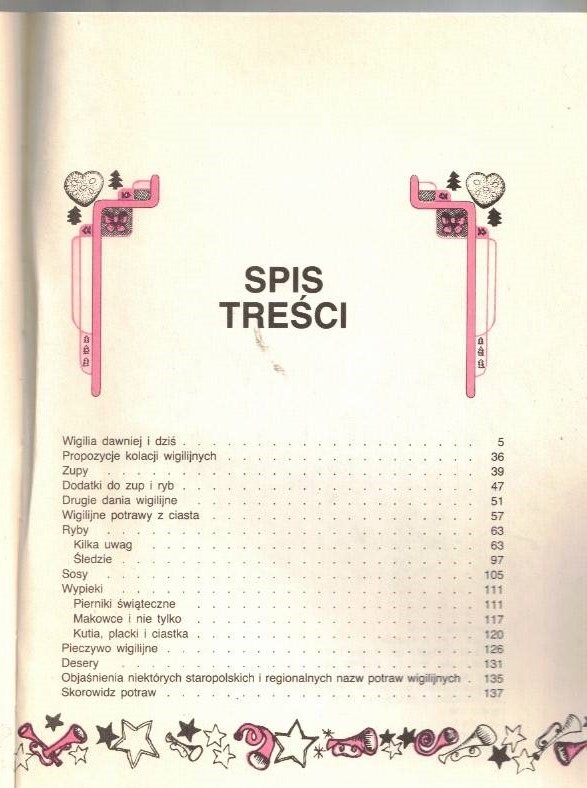 SPIS
TREŚCI
Wigilia dawniej i dziś . . . . . . . . . . . . . . . . . . . . 5
Propozycje kolacji wigilijnych . . . . . . . . . . . . . . . . . 36
Zupy . . . . . . . . . . . . . . . . . . . . . . . . . 39
Dodatki do zup i ryb . . . . . . . . . . . . . . . . . . . . 47
Drugie dania wigilijne . . . . . . . . . . . . . . . . . . . 51
Wigilijne potrawy z ciasta . . . . . . . . . . . . . . . . . . 57
Ryby . . . . . . . . . . . . . . . . . . . . . . . . . 63
Kilka uwag . . . . . . . . . . . . . . . . . . . . . . 63
Śledzie . . . . . . . . . . . . . . . . . . . . . . . 97
Sosy . . . . . . . . . . . . . . . . . . . . . . . . . 105
Wypieki . . . . . . . . . . . . . . . . . . . . . . . . 111
Pierniki świąteczne . . . . . . . . . . . . . . . . . . . 111
Makowce i nie tylko . . . . . . . . . . . . . . . . . . . 117
Kutia, placki i ciastka . . . . . . . . . . . . . . . . . . . 120
Pieczywo wigilijne . . . . . . . . . . . . . . . . . . . . . 126
Desery . . . . . . . . . . . . . . . . . . . . . . . . 131
Objaśnienia niektórych staropolskich i regionalnych nazw potraw wigilijnych . 135
Skorowidz potraw . . . . . . . . . . . . . . . . . . . . . 137